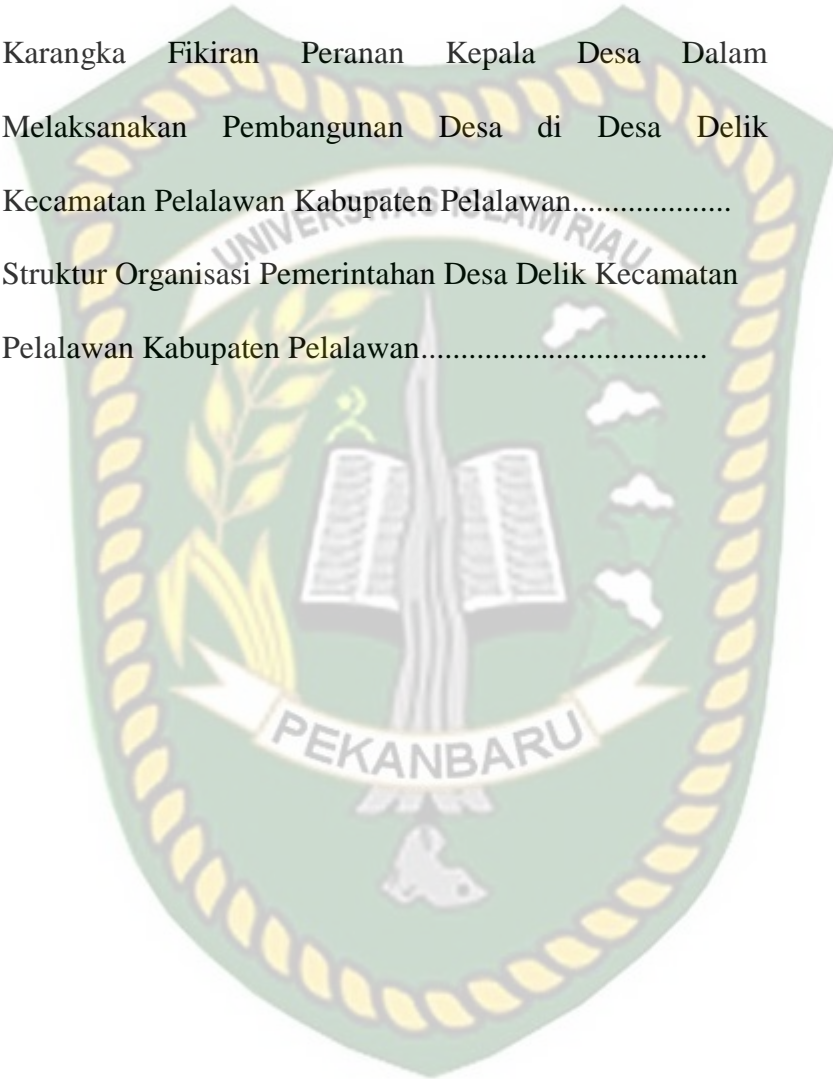 Karangka Fikiran Peranan Kepala Desa Dalam
Melaksanakan Pembangunan Desa di Desa Delik
Kecamatan Pelalawan Kabupaten Pelalawan....................
UNIVERSITAS ISLAM RIAU
Struktur Organisasi Pemerintahan Desa Delik Kecamatan
Pelalawan Kabupaten Pelalawan....................................
PEKANBARU